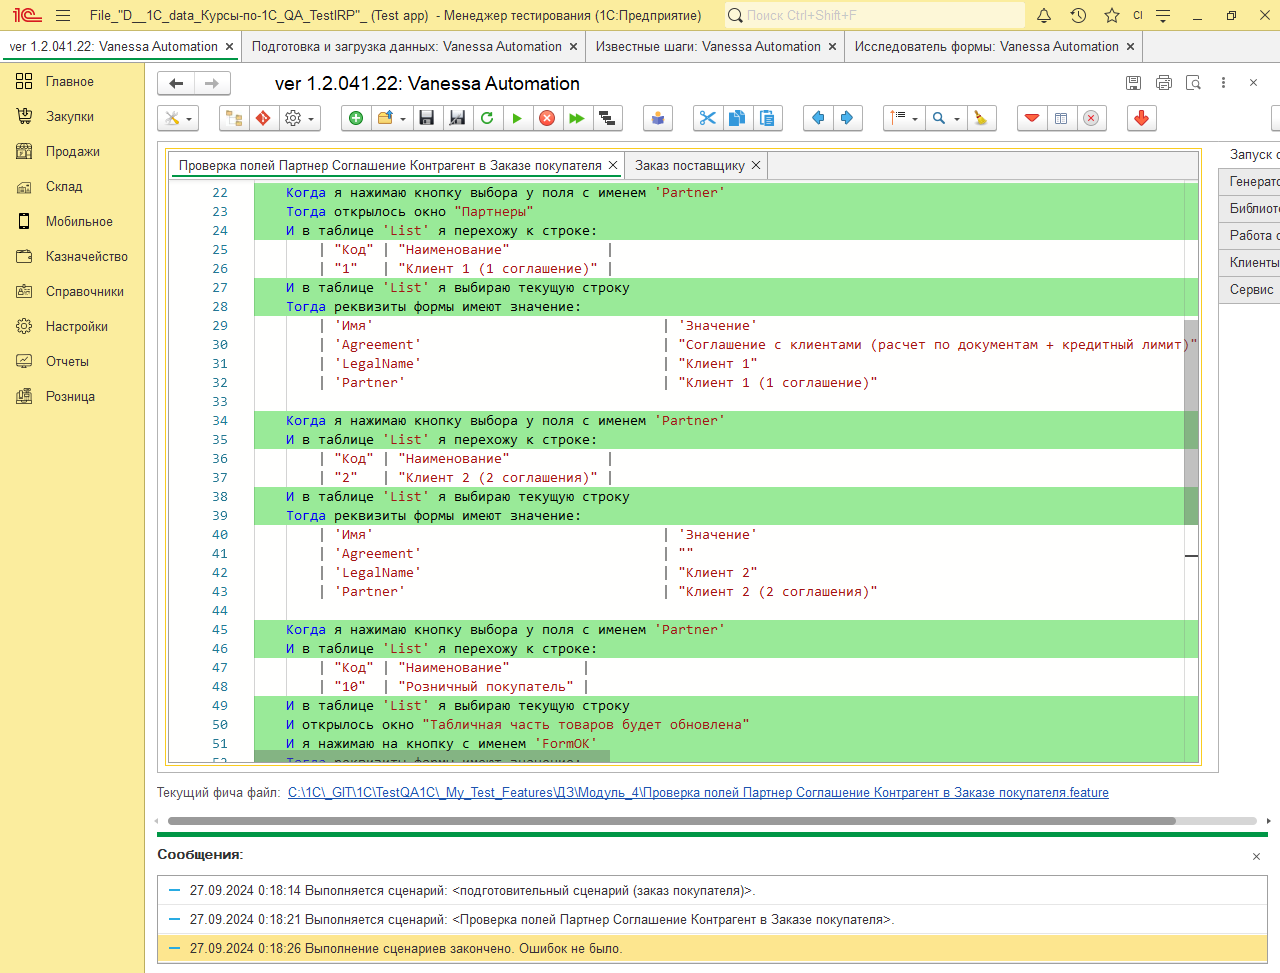 1С File_"D__1C_data_Курсы-по-1С_QA_TestIRP"_ (Test app) - Менеджер тестирования (1С:Предприятие) Поиск Ctrl+Shift+F
ver 1.2.041.22: Vanessa Automation × Подготовка и загрузка данных: Vanessa Automation × Известные шаги: Vanessa Automation × Исследователь формы: Vanessa Automation ×
Главное
Закупки
Продажи
Склад
Мобильное
Казначейство
Справочники
Настройки
Отчеты
Розница
ver 1.2.041.22: Vanessa Automation
Проверка полей Партнер Соглашение Контрагент в Заказе покупателя × Заказ поставщику ×
22 Когда я нажимаю кнопку выбора у поля с именем 'Partner'
23 Тогда открылось окно "Партнеры"
24 И в таблице 'List' я перехожу к строке:
25 | "Код" | "Наименование" |
26 | "1" | "Клиент 1 (1 соглашение)" |
27 И в таблице 'List' я выбираю текущую строку
28 Тогда реквизиты формы имеют значение:
29 | 'Имя' | 'Значение'
30 | 'Agreement' | "Соглашение с клиентами (расчет по документам + кредитный лимит)"
31 | 'LegalName' | "Клиент 1"
32 | 'Partner' | "Клиент 1 (1 соглашение)"
33
34 Когда я нажимаю кнопку выбора у поля с именем 'Partner'
35 И в таблице 'List' я перехожу к строке:
36 | "Код" | "Наименование" |
37 | "2" | "Клиент 2 (2 соглашения)" |
38 И в таблице 'List' я выбираю текущую строку
39 Тогда реквизиты формы имеют значение:
40 | 'Имя' | 'Значение'
41 | 'Agreement' | ""
42 | 'LegalName' | "Клиент 2"
43 | 'Partner' | "Клиент 2 (2 соглашения)"
44
45 Когда я нажимаю кнопку выбора у поля с именем 'Partner'
46 И в таблице 'List' я перехожу к строке:
47 | "Код" | "Наименование" |
48 | "10" | "Розничный покупатель" |
49 И в таблице 'List' я выбираю текущую строку
50 И открылось окно "Табличная часть товаров будет обновлена"
51 И я нажимаю на кнопку с именем 'FormOK'
52 Тогда реквизиты формы имеют значение:
Запуск с
Генерато
Библиоте
Работа с
Клиенты
Сервис
Текущий фича файл: C:\1C\_GIT\1C\TestQA1C\_My_Test_Features\ДЗ\Модуль_4\Проверка полей Партнер Соглашение Контрагент в Заказе покупателя.feature
Сообщения:
27.09.2024 0:18:14 Выполняется сценарий: <подготовительный сценарий (заказ покупателя)>.
27.09.2024 0:18:21 Выполняется сценарий: <Проверка полей Партнер Соглашение Контрагент в Заказе покупателя>.
27.09.2024 0:18:26 Выполнение сценариев закончено. Ошибок не было.